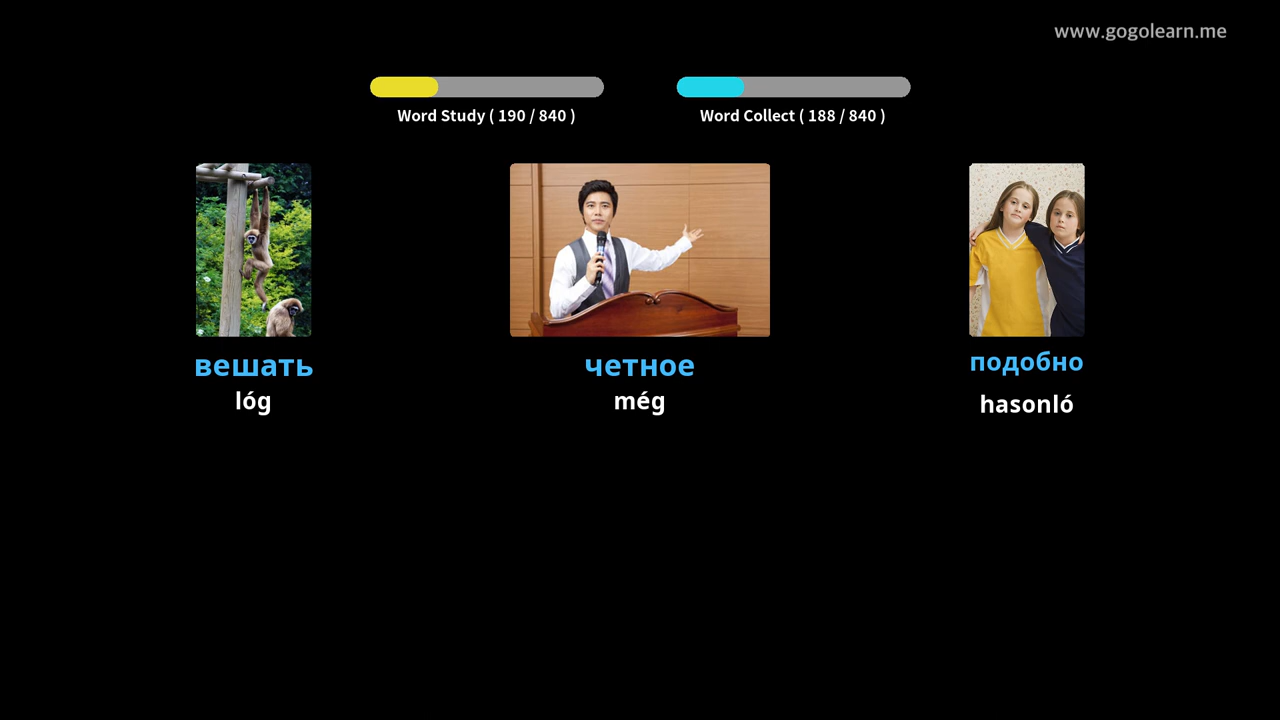 www.gogolearn.me
Word Study ( 190 / 840 )
Word Collect ( 188 / 840 )
вешать
lóg
четное
még
подобно
hasonló